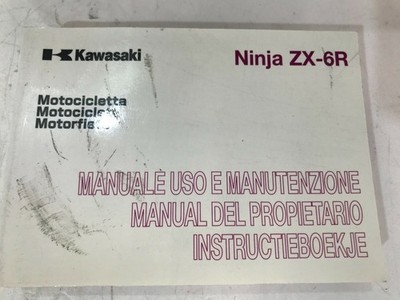 Kawasaki
Ninja ZX-6R
Motocicletta
MANUALE USO E MANUTENZIONE
MANUAL DEL PROPIETARIO
INSTRUCTIEBOEKJE